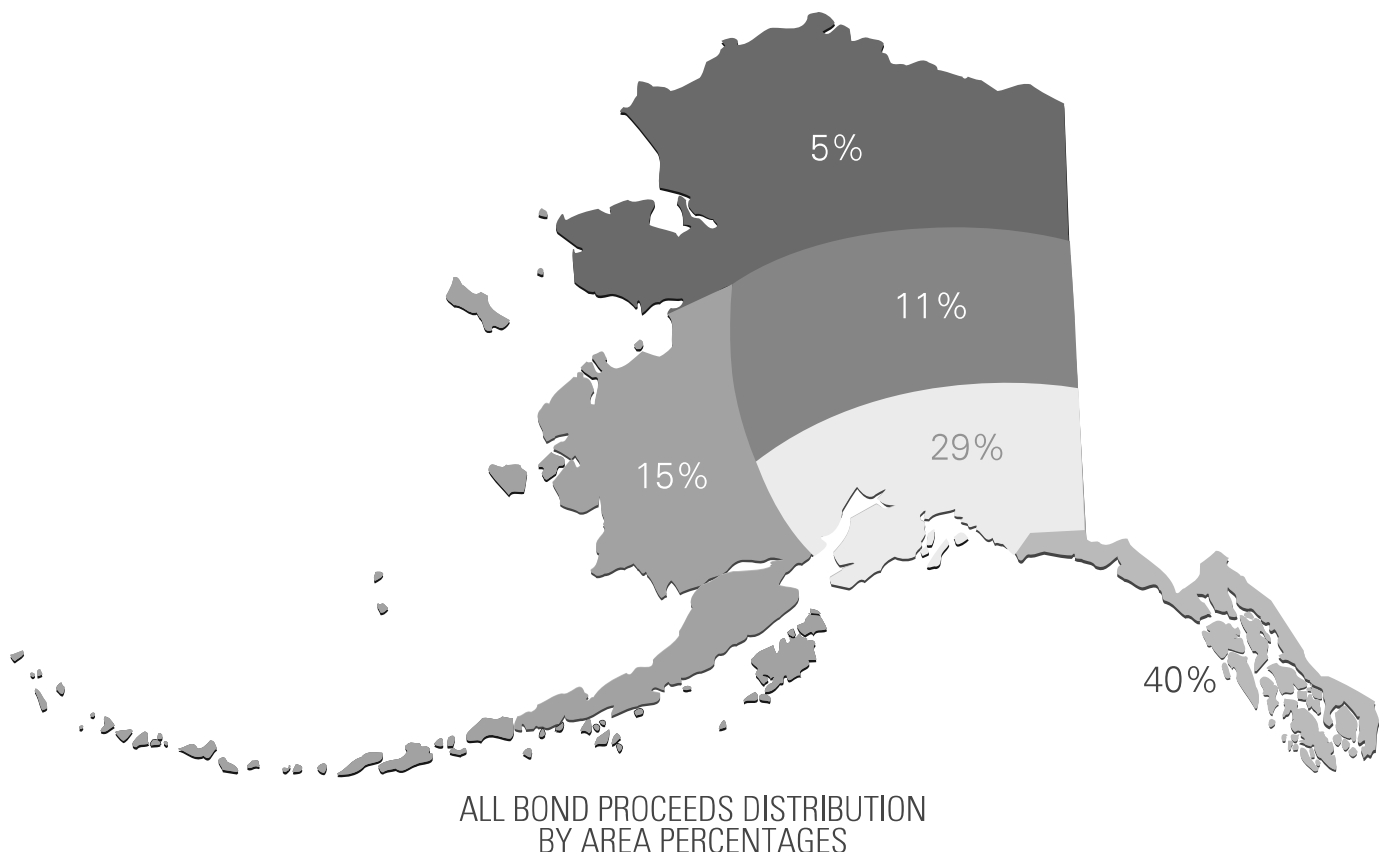 5%
11%
29%
15%
40%
ALL BOND PROCEEDS DISTRIBUTION
BY AREA PERCENTAGES